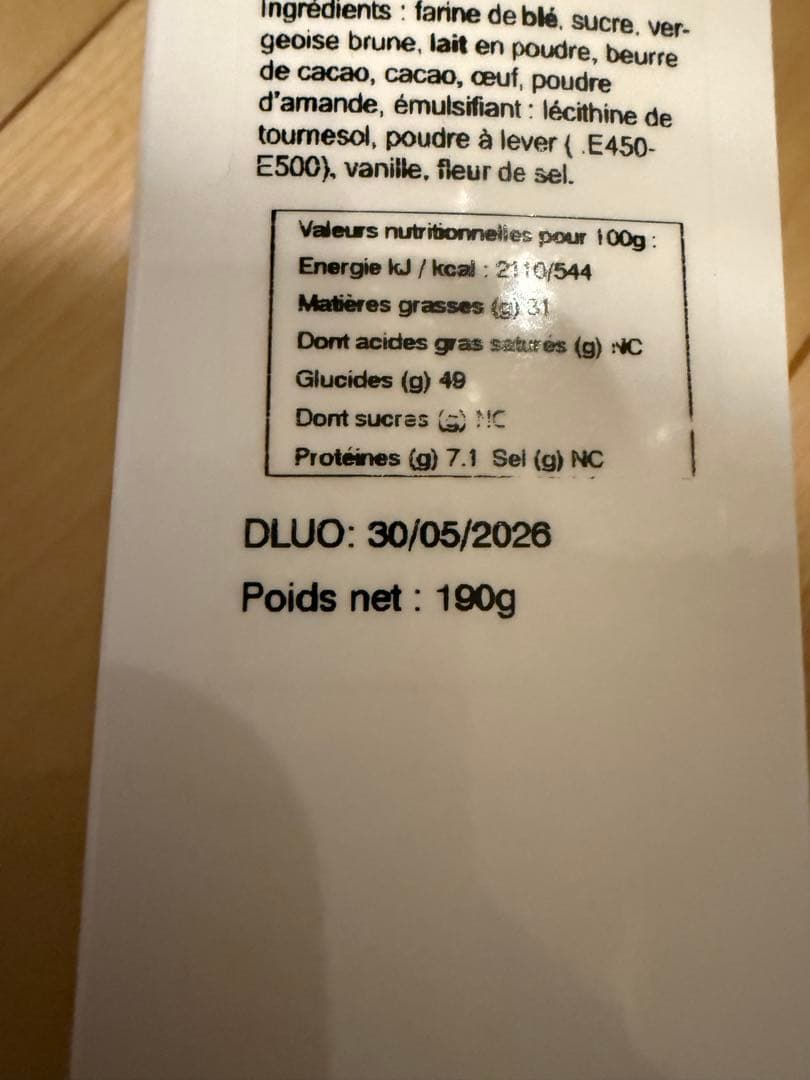 Ingrédients : farine de blé, sucre, ver-
geoise brune, lait en poudre, beurre
de cacao, cacao, œuf, poudre
d'amande, émulsifiant : lécithine de
tournesol, poudre à lever ( .E450-
E500), vanille, fleur de sel.
Valeurs nutritionnelles pour 100g :
Energie kJ / kcal : 2110/544
Matières grasses (g) 31
Dont acides gras saturés (g) NC
Glucides (g) 49
Dont sucres (g) NC
Protéines (g) 7.1 Sel (g) NC
DLUO: 30/05/2026
Poids net : 190g